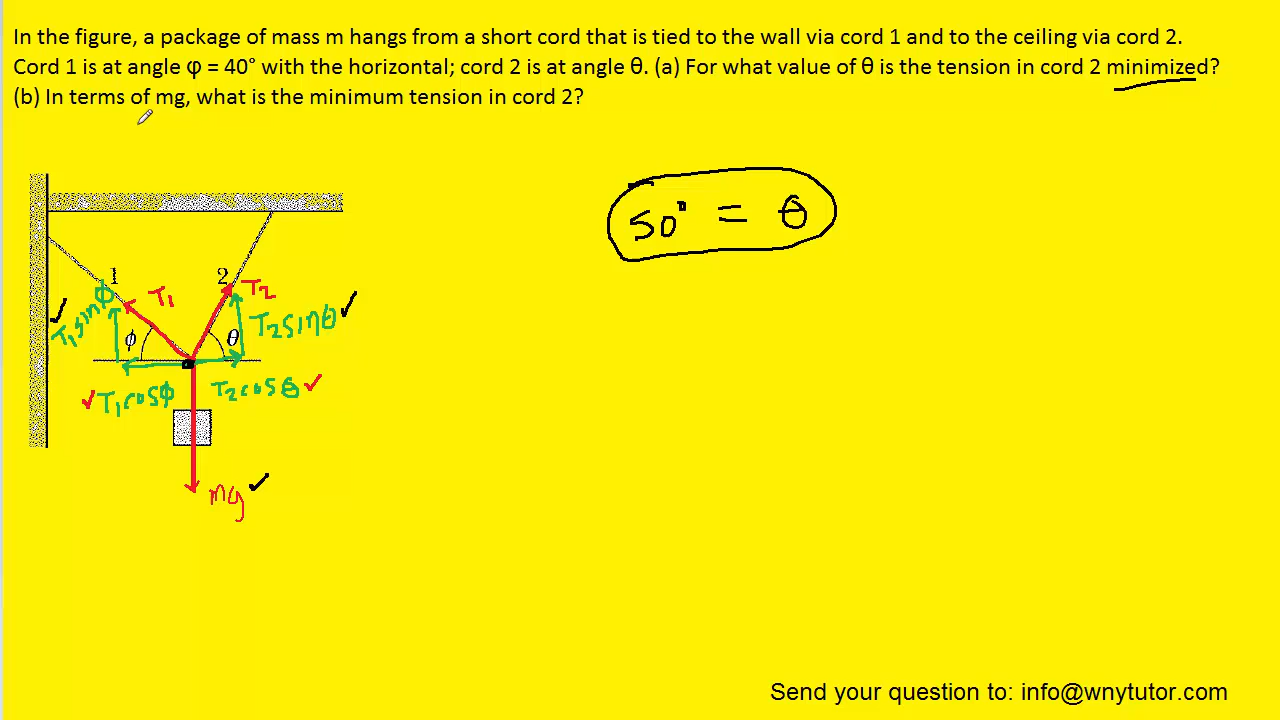 In the figure, a package of mass m hangs from a short cord that is tied to the wall via cord 1 and to the ceiling via cord 2.
Cord 1 is at angle φ = 40° with the horizontal; cord 2 is at angle θ. (a) For what value of θ is the tension in cord 2 minimized?
(b) In terms of mg, what is the minimum tension in cord 2?
50° = θ
1
2
T₁
T₂
T₁sinϕ
T₂sinθ
ϕ
θ
T₁cosϕ
T₂cosθ
mg
Send your question to: info@wnytutor.com